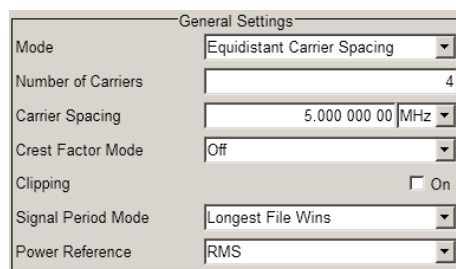 General Settings
Mode Equidistant Carrier Spacing
Number of Carriers 4
Carrier Spacing 5.000 000 00 MHz
Crest Factor Mode Off
Clipping On
Signal Period Mode Longest File Wins
Power Reference RMS